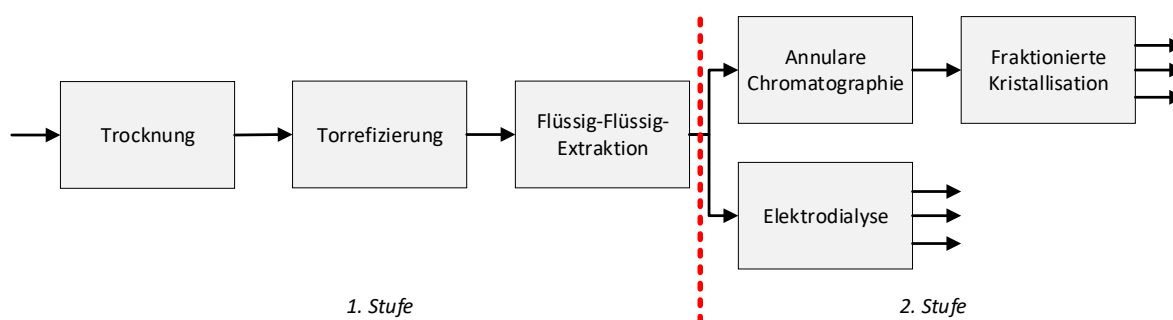 Trocknung
Torrefizierung
Flüssig-Flüssig-
Extraktion
Annulare
Chromatographie
Fraktionierte
Kristallisation
Elektrodialyse
1. Stufe
2. Stufe